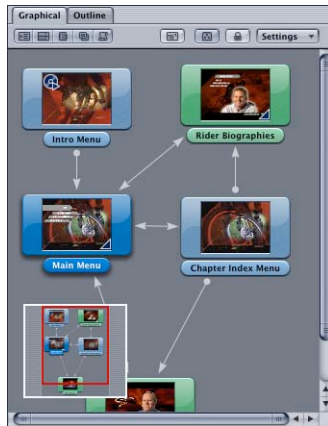 Graphical
Outline
Settings
Intro Menu
Rider Biographies
Main Menu
Chapter Index Menu